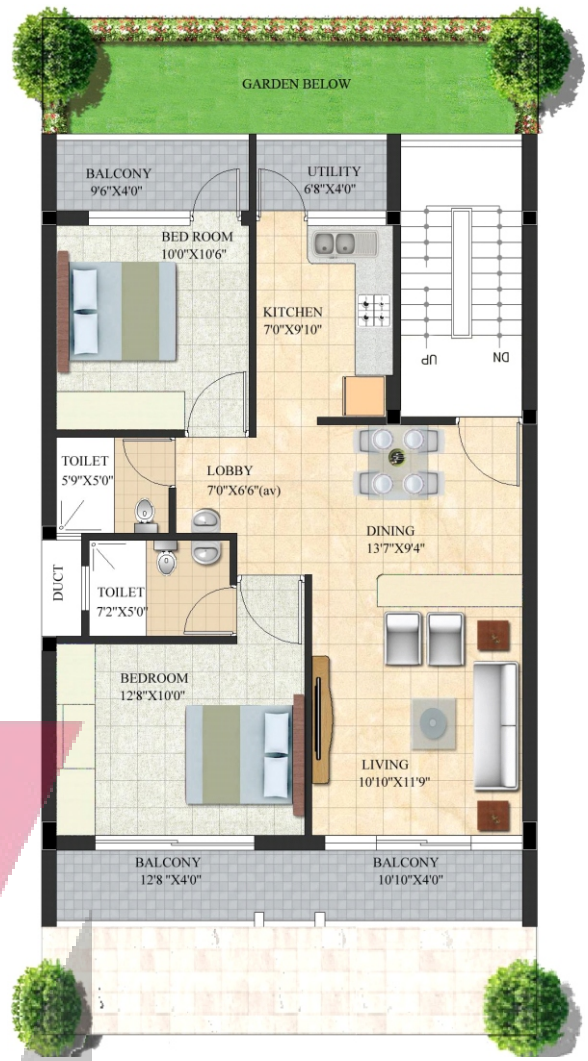 GARDEN BELOW
BALCONY
9'6"X4'0"
UTILITY
6'8"X4'0"
BED ROOM
10'0"X10'6"
KITCHEN
7'0"X9'10"
UP
DN
TOILET
5'9"X5'0"
LOBBY
7'0"X6'6"(av)
DINING
13'7"X9'4"
DUCT
TOILET
7'2"X5'0"
BEDROOM
12'8"X10'0"
LIVING
10'10"X11'9"
BALCONY
12'8 "X4'0"
BALCONY
10'10"X4'0"